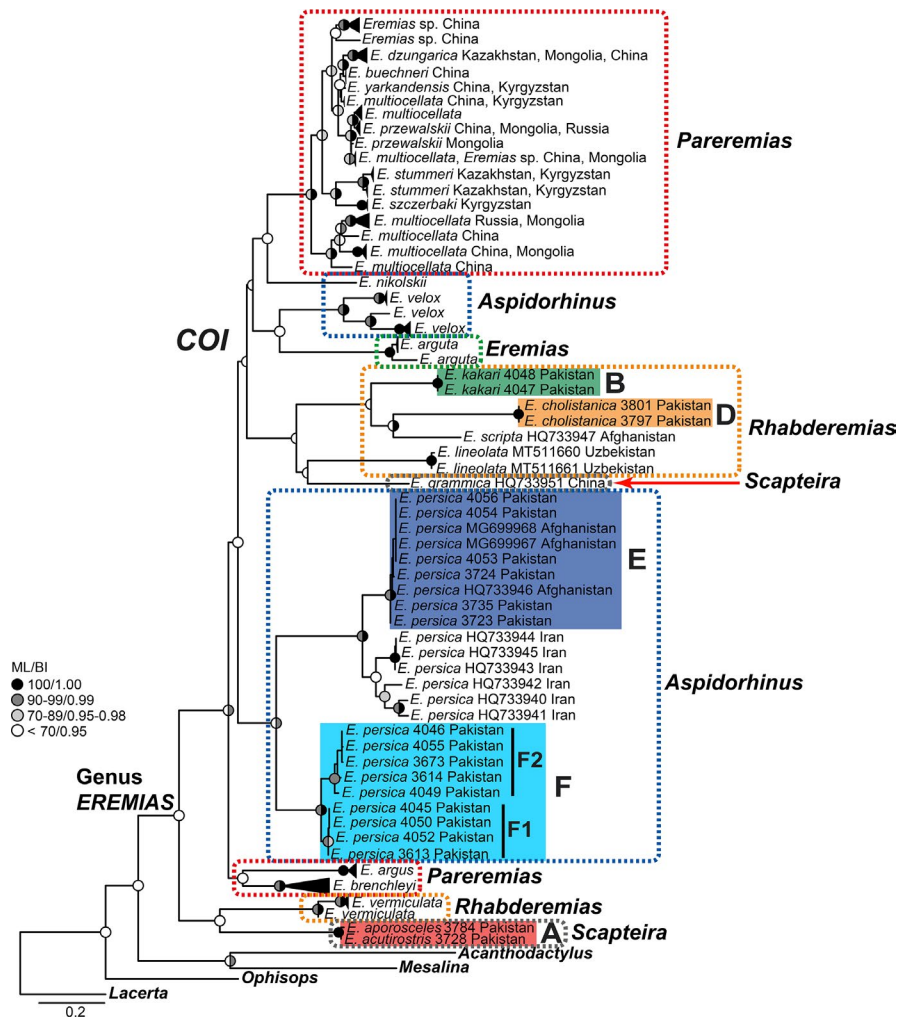 Eremias sp. China
Eremias sp. China
E. dzungarica Kazakhstan, Mongolia, China
E. buechneri China
E. yarkandensis China, Kyrgyzstan
E. multiocellata China, Kyrgyzstan
E. multiocellata
E. przewalskii China, Mongolia, Russia
E. przewalskii Mongolia
E. multiocellata, Eremias sp. China, Mongolia
E. stummeri Kazakhstan, Kyrgyzstan
E. stummeri Kazakhstan, Kyrgyzstan
E. szczerbaki Kyrgyzstan
E. multiocellata Russia, Mongolia
E. multiocellata China
E. multiocellata China, Mongolia
E. multiocellata China
Pareremias
E. nikolskii
E. velox
E. velox
E. velox
Aspidorhinus
COI
E. arguta
E. arguta
Eremias
E. kakari 4048 Pakistan
E. kakari 4047 Pakistan
B
E. cholistanica 3801 Pakistan
E. cholistanica 3797 Pakistan
D
E. scripta HQ733947 Afghanistan
E. lineolata MT511660 Uzbekistan
E. lineolata MT511661 Uzbekistan
Rhabderemias
E. grammica HQ733951 China
Scapteira
E. persica 4056 Pakistan
E. persica 4054 Pakistan
E. persica MG699968 Afghanistan
E. persica MG699967 Afghanistan
E. persica 4053 Pakistan
E. persica 3724 Pakistan
E. persica HQ733946 Afghanistan
E. persica 3735 Pakistan
E. persica 3723 Pakistan
E
E. persica HQ733944 Iran
E. persica HQ733945 Iran
E. persica HQ733943 Iran
E. persica HQ733942 Iran
E. persica HQ733940 Iran
E. persica HQ733941 Iran
Aspidorhinus
ML/BI
100/1.00
90-99/0.99
70-89/0.95-0.98
< 70/0.95
E. persica 4046 Pakistan
E. persica 4055 Pakistan
E. persica 3673 Pakistan
E. persica 3614 Pakistan
E. persica 4049 Pakistan
F2
F
E. persica 4045 Pakistan
E. persica 4050 Pakistan
E. persica 4052 Pakistan
E. persica 3613 Pakistan
F1
Genus
EREMIAS
E. argus
E. brenchleyi
Pareremias
E. vermiculata
E. vermiculata
Rhabderemias
E. aporosceles 3784 Pakistan
E. acutirostris 3728 Pakistan
A
Scapteira
Acanthodactylus
Mesalina
Ophisops
Lacerta
0.2